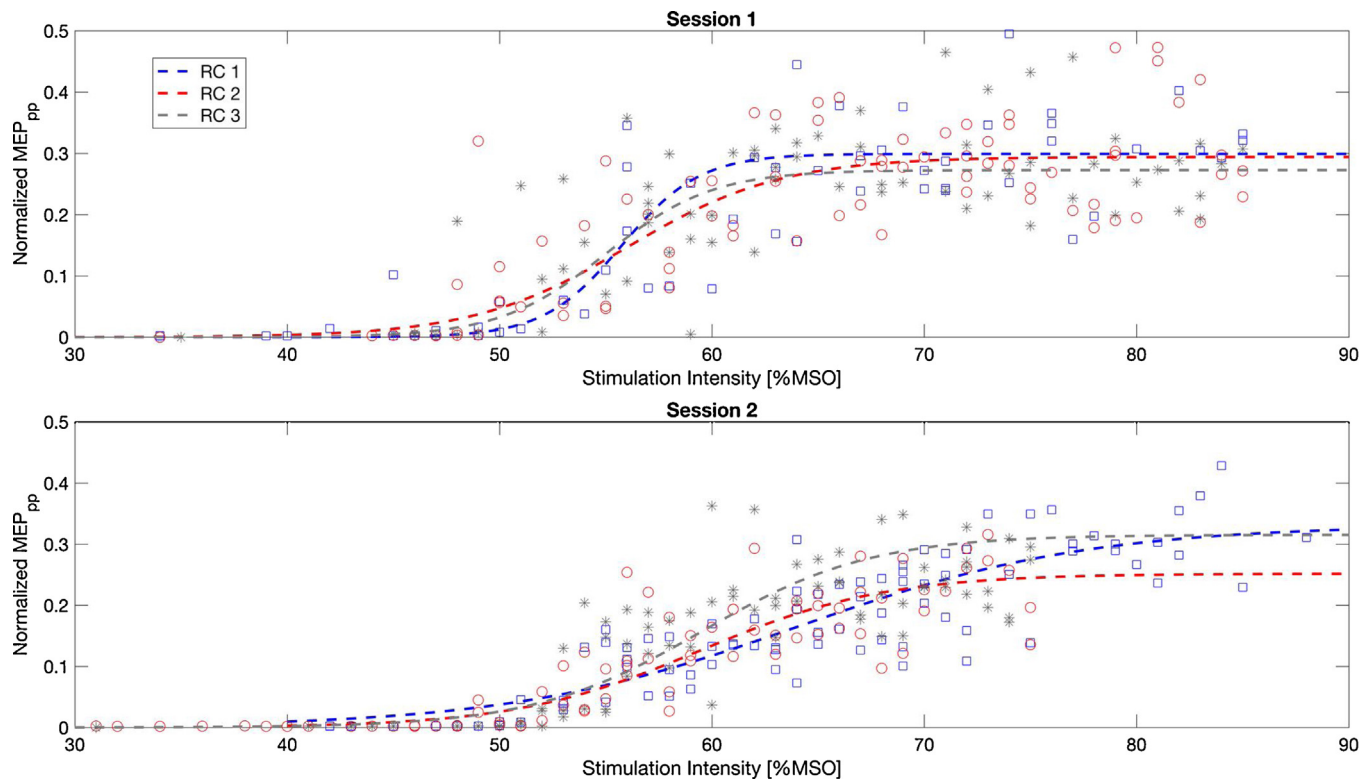 Session 1
0.5
0.4
0.3
0.2
0.1
0
Normalized MEPpp
RC 1
RC 2
RC 3
30 40 50 60 70 80 90
Stimulation Intensity [%MSO]
Session 2
0.5
0.4
0.3
0.2
0.1
0
Normalized MEPpp
30 40 50 60 70 80 90
Stimulation Intensity [%MSO]